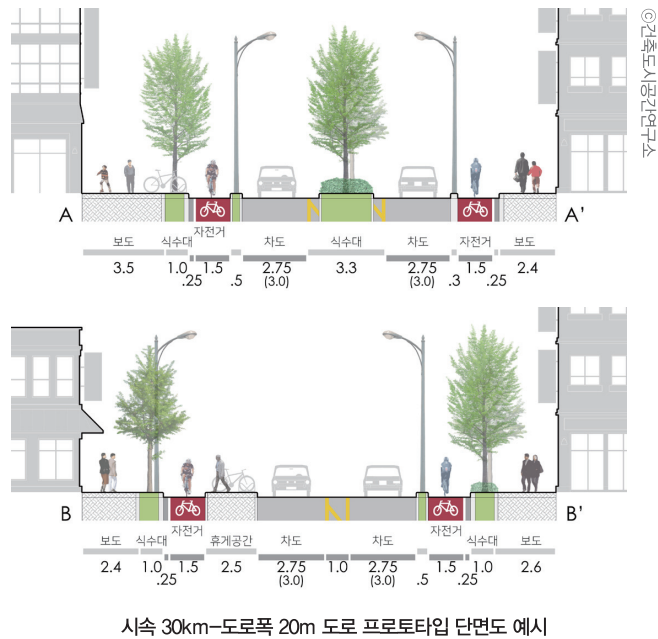 ©건축도시공간연구소
A
A'
자전거
보도 식수대 차도 식수대 차도 자전거 보도
3.5 1.0 1.5 2.75 3.3 2.75 1.5 2.4
.25 .5 (3.0) (3.0) .3 .25
B
B'
자전거 자전거
보도 식수대 휴게공간 차도 차도 식수대 보도
2.4 1.0 1.5 2.5 2.75 1.0 2.75 1.5 1.0 2.6
.25 (3.0) (3.0) .5 .25
시속 30km-도로폭 20m 도로 프로토타입 단면도 예시